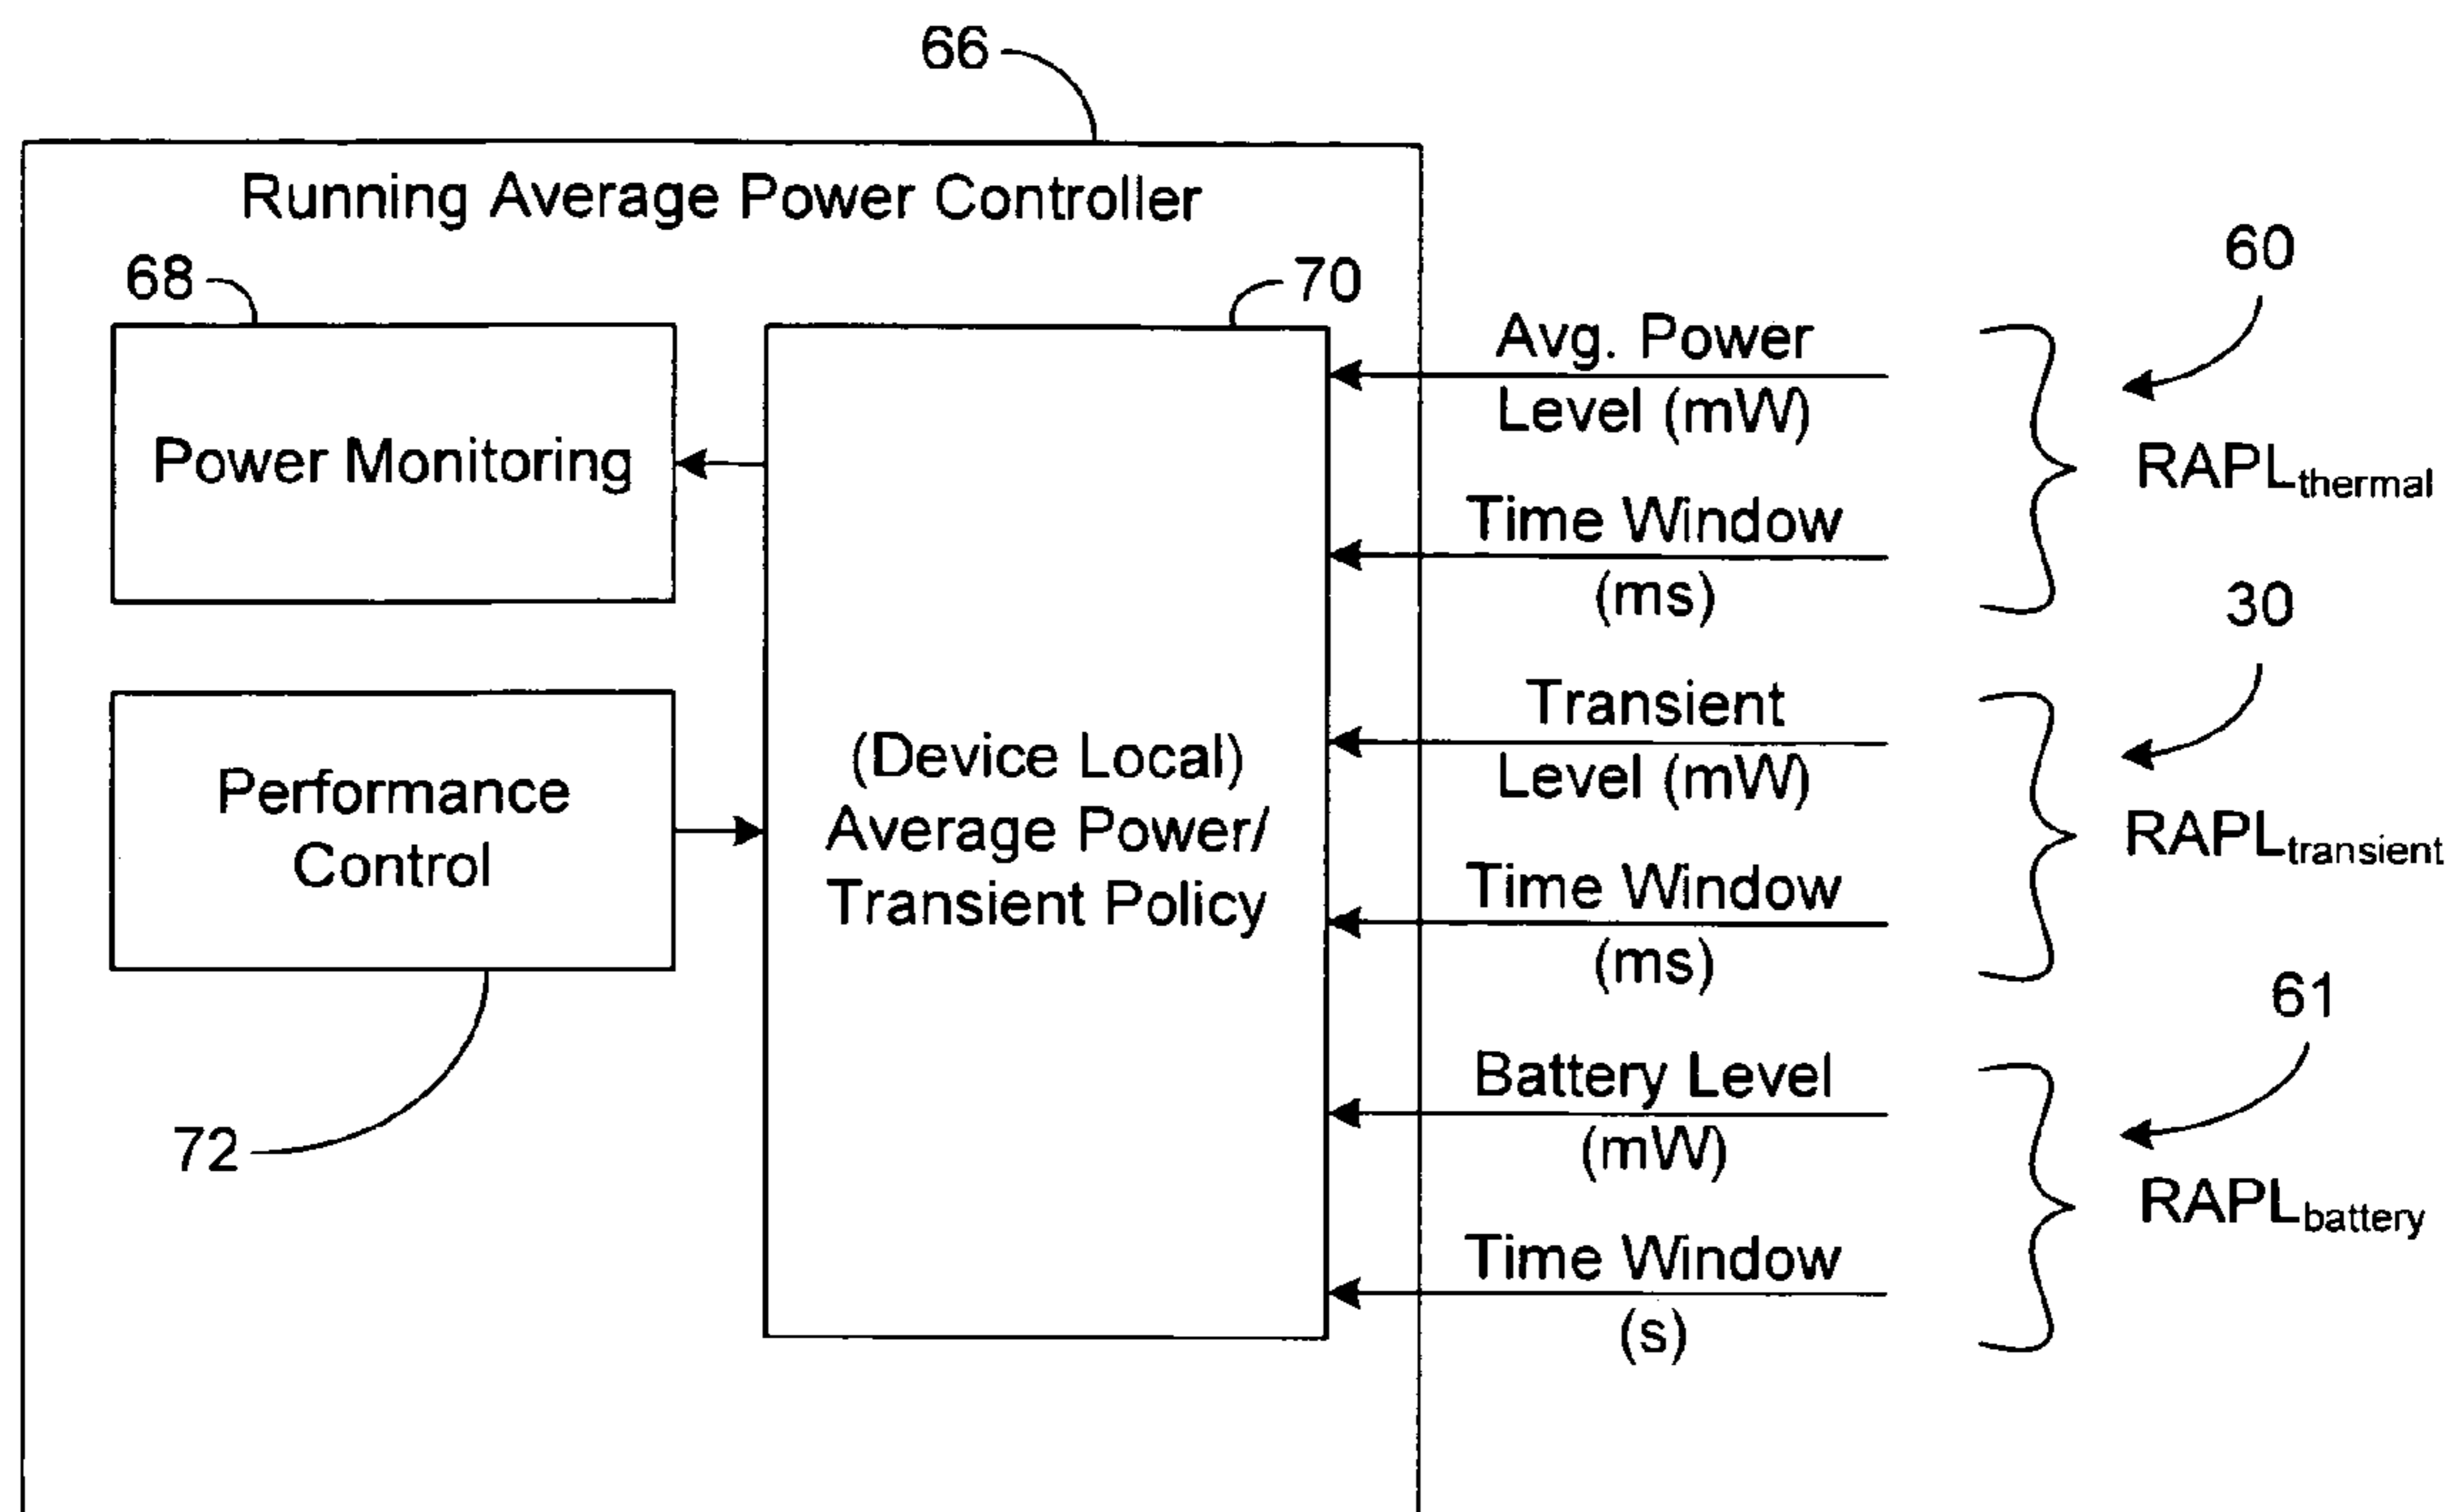 66
Running Average Power Controller
68
70
60
Power Monitoring
Performance
Control
72
(Device Local)
Average Power/
Transient Policy
Avg. Power
Level (mW)
Time Window
(ms)
RAPLthermal
30
Transient
Level (mW)
Time Window
(ms)
RAPLtransient
61
Battery Level
(mW)
Time Window
(s)
RAPLbattery